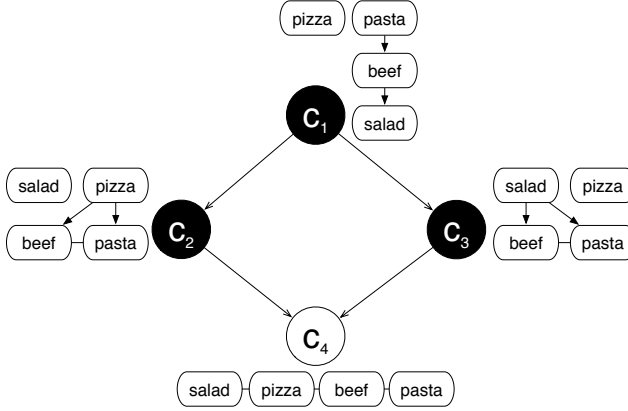 pizza pasta
beef
C₁ salad
salad pizza
beef pasta
C₂
C₃
salad pizza
beef pasta
C₄
salad pizza beef pasta